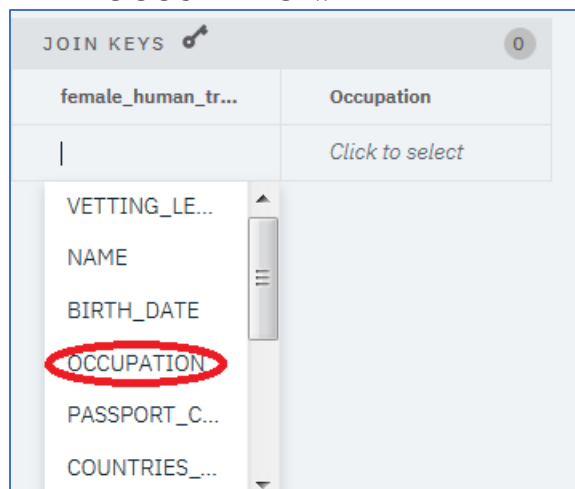 JOIN KEYS 0
female_human_tr... Occupation
Click to select
VETTING_LE...
NAME
BIRTH_DATE
OCCUPATION
PASSPORT_C...
COUNTRIES_...